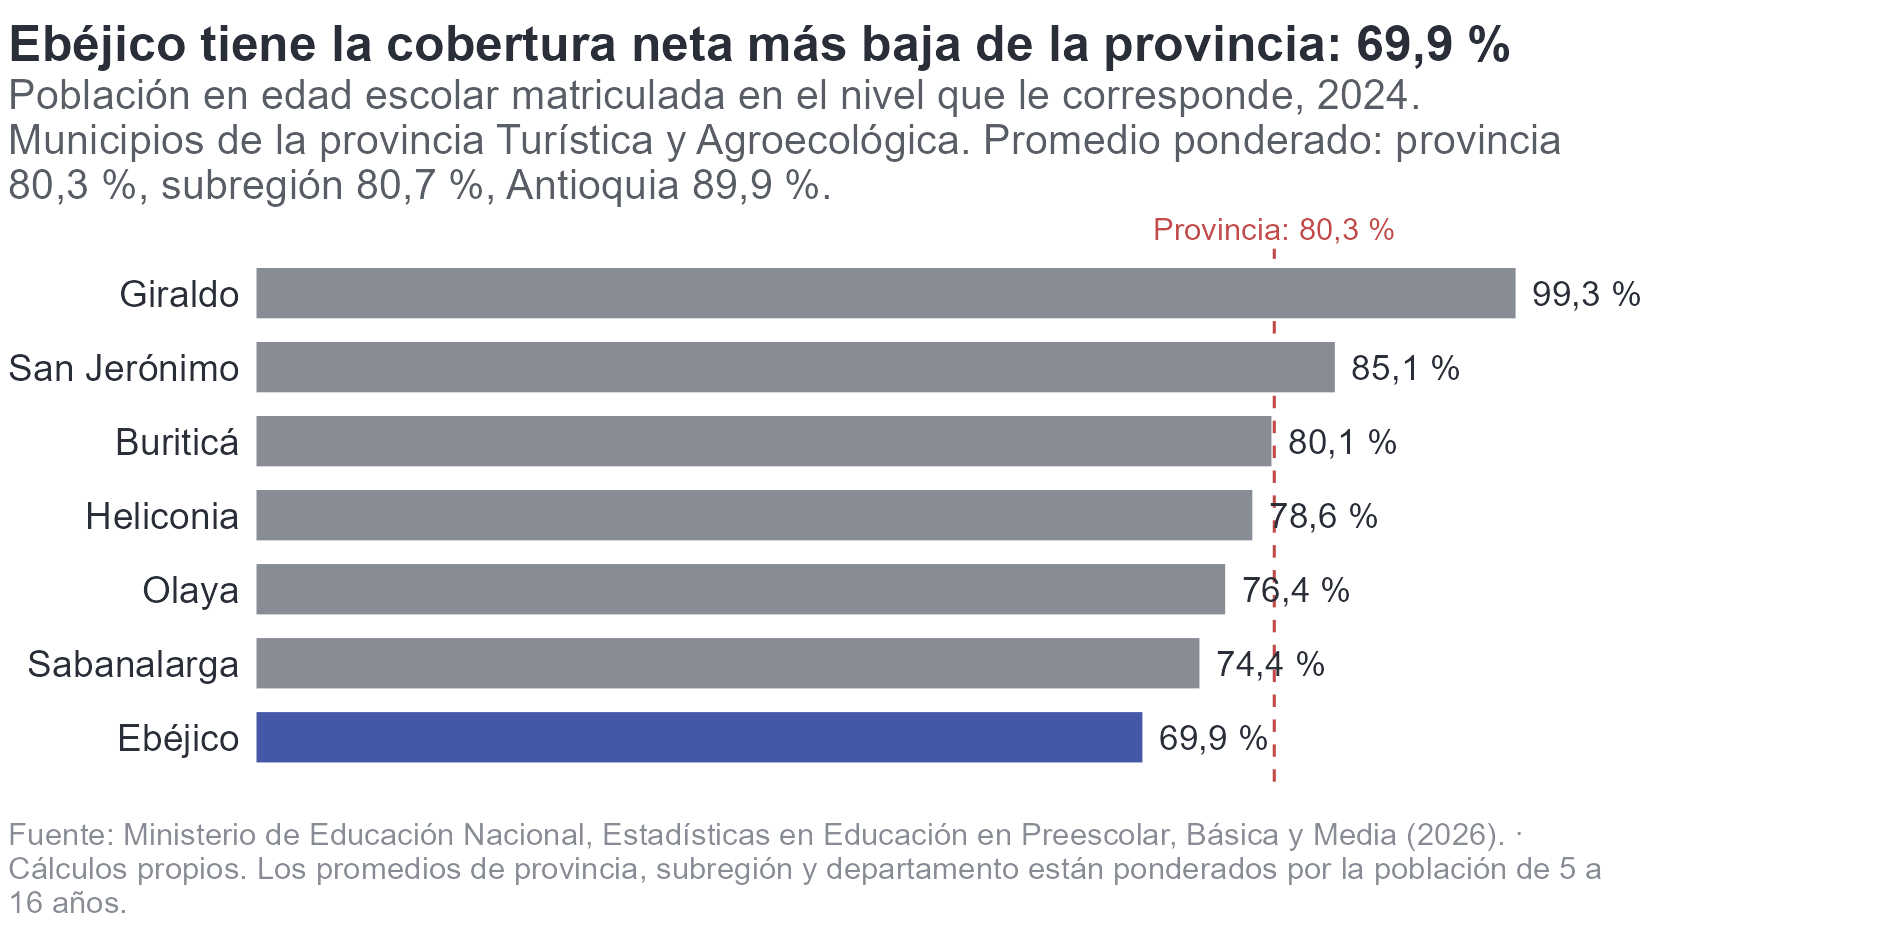 Ebéjico tiene la cobertura neta más baja de la provincia: 69,9 %
Población en edad escolar matriculada en el nivel que le corresponde, 2024.
Municipios de la provincia Turística y Agroecológica. Promedio ponderado: provincia
80,3 %, subregión 80,7 %, Antioquia 89,9 %.
Provincia: 80,3 %
Giraldo 99,3 %
San Jerónimo 85,1 %
Buriticá 80,1 %
Heliconia 78,6 %
Olaya 76,4 %
Sabanalarga 74,4 %
Ebéjico 69,9 %
Fuente: Ministerio de Educación Nacional, Estadísticas en Educación en Preescolar, Básica y Media (2026). ·
Cálculos propios. Los promedios de provincia, subregión y departamento están ponderados por la población de 5 a
16 años.